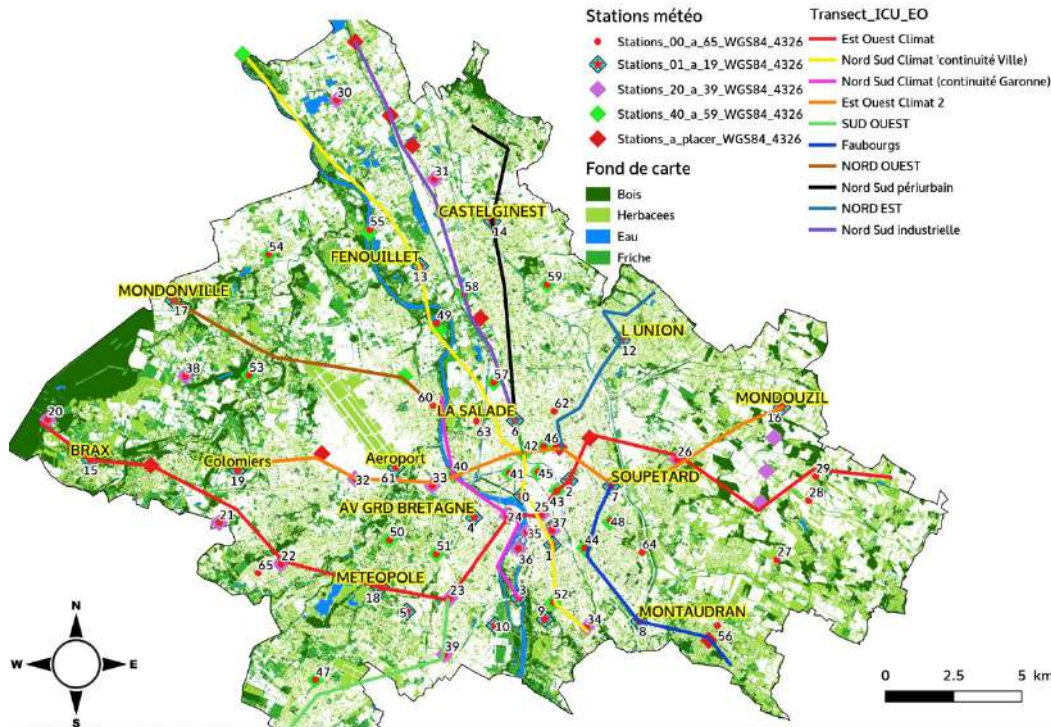 Stations météo
Stations_00_a_65_WGS84_4326
Stations_01_a_19_WGS84_4326
Stations_20_a_39_WGS84_4326
Stations_40_a_59_WGS84_4326
Stations_a_placer_WGS84_4326
Fond de carte
Bois
Herbacees
Eau
Friche
Transect_ICU_EO
Est Ouest Climat
Nord Sud Climat 'continuité Ville)
Nord Sud Climat (continuité Garonne)
Est Ouest Climat 2
SUD OUEST
Faubourgs
NORD OUEST
Nord Sud périurbain
NORD EST
Nord Sud industrielle
30
31
CASTELGINEST
14
55
54
FENOUILLET
13
59
58
MONDONVILLE
17
49
L UNION
12
38
53
57
60
LA SALADE
63
6
62
MONDOUZIL
16
20
BRAX
15
Colomiers
19
Aeroport
32
61
33
40
42
46
41
45
SOUPETARD
26
29
28
2
43
7
0
AV GRD BRETAGNE
4
24
25
21
35
37
36
1
48
44
64
50
51
22
65
27
METEOPOLE
18
23
5
3
52
9
10
34
MONTAUDRAN
8
56
39
47
N
W
E
S
0
2.5
5 km